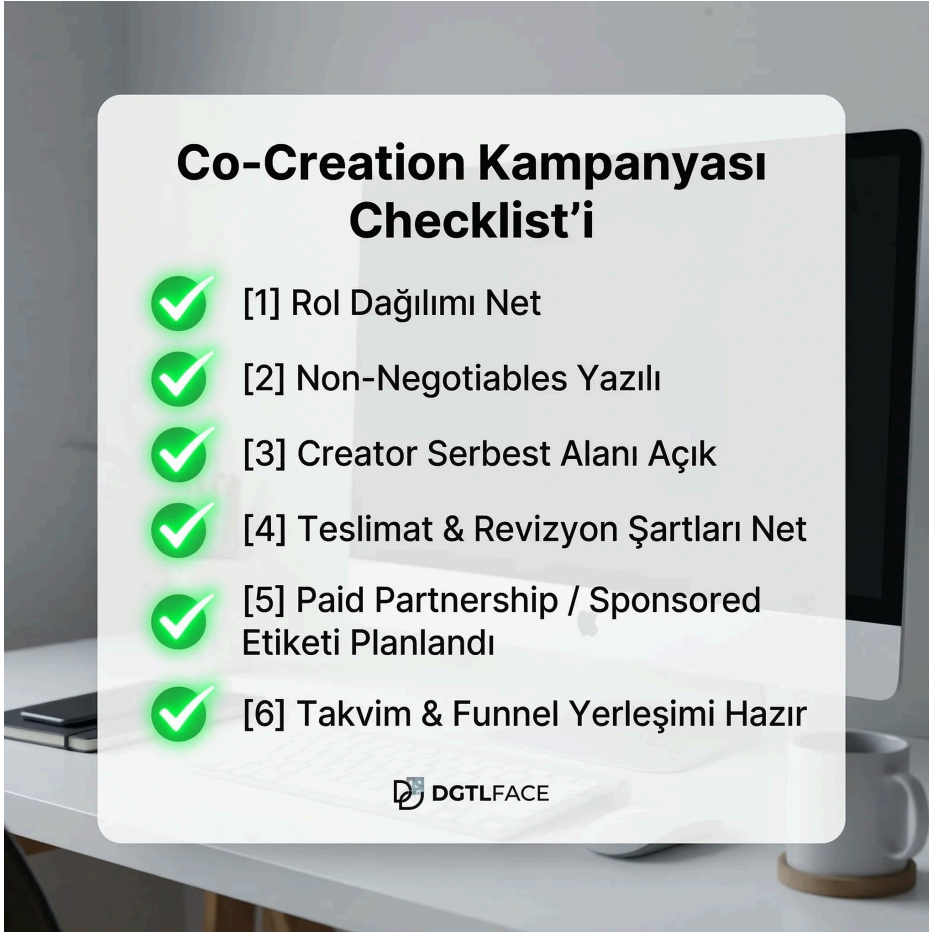 Co-Creation Kampanyası
Checklist’i
[1] Rol Dağılımı Net
[2] Non-Negotiables Yazılı
[3] Creator Serbest Alanı Açık
[4] Teslimat & Revizyon Şartları Net
[5] Paid Partnership / Sponsored
Etiketi Planlandı
[6] Takvim & Funnel Yerleşimi Hazır
DGTLFACE